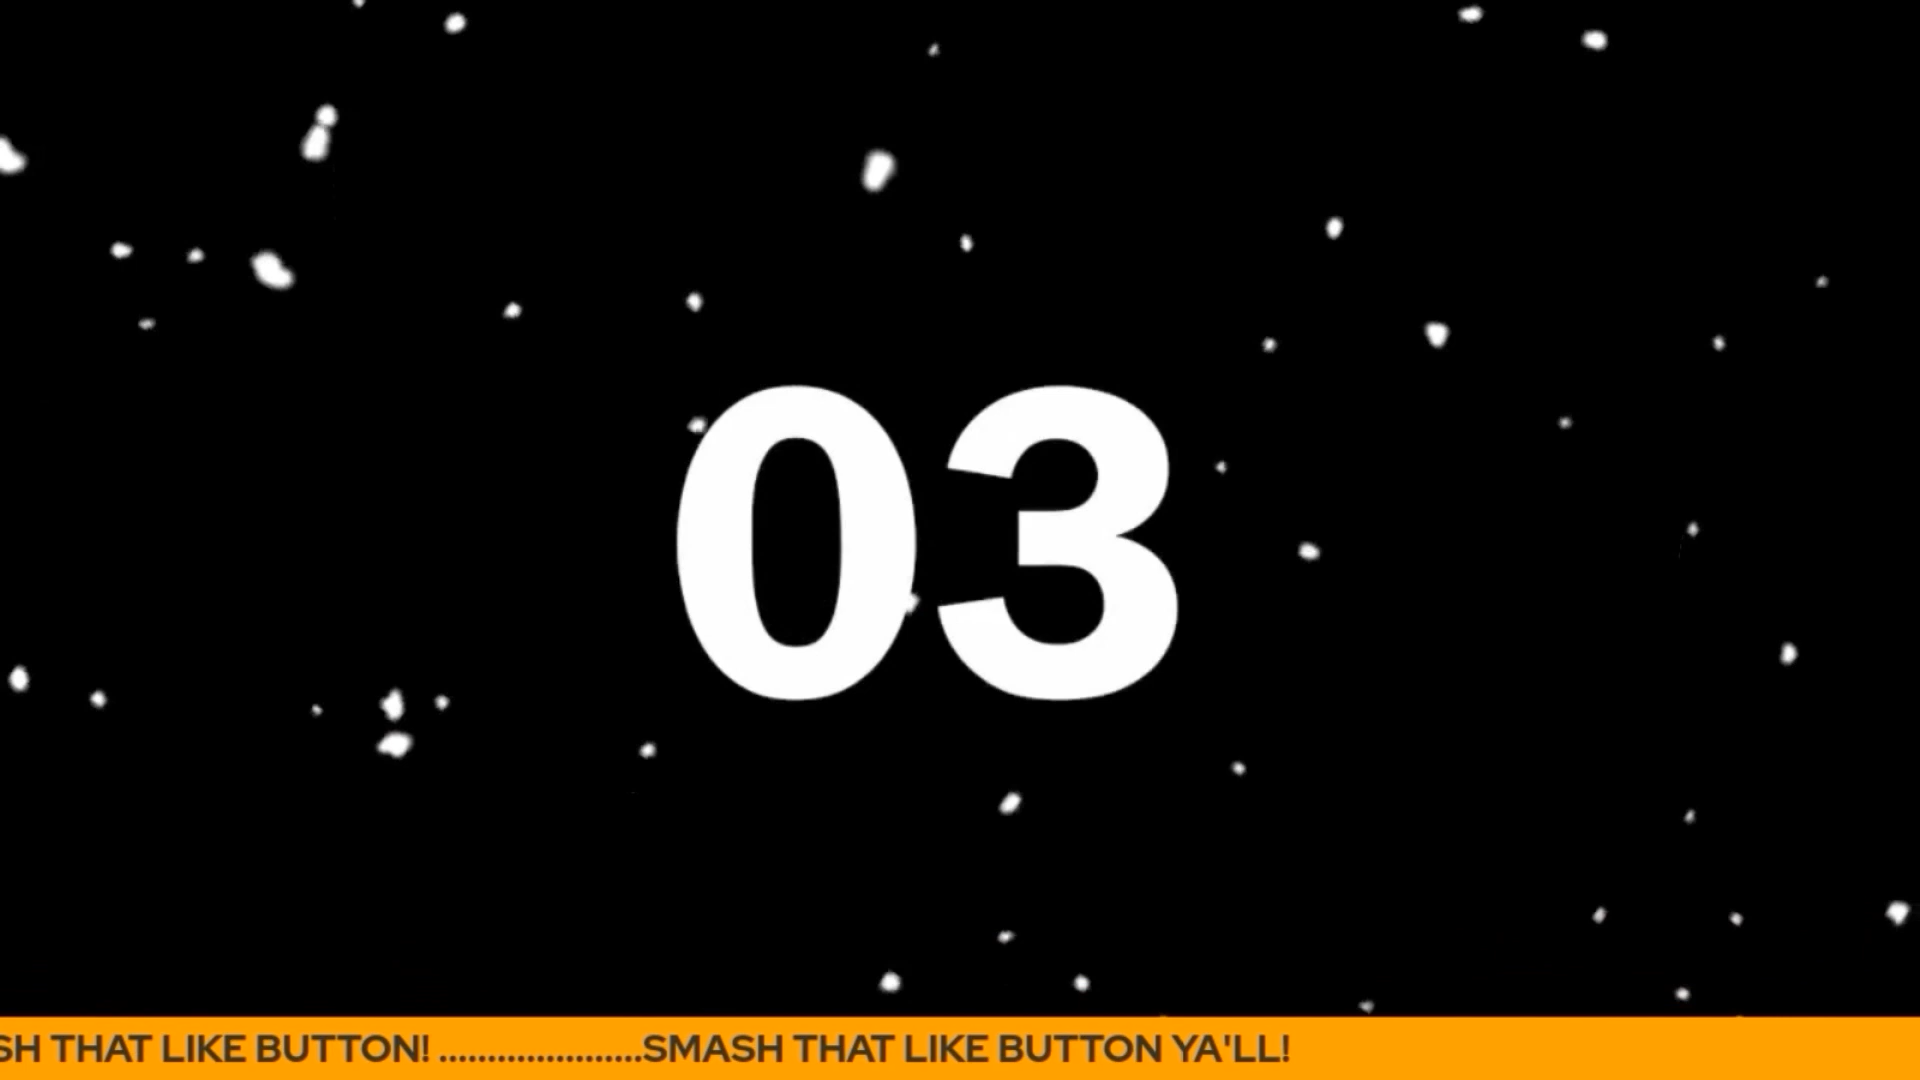 03
SH THAT LIKE BUTTON! .....................SMASH THAT LIKE BUTTON YA'LL!